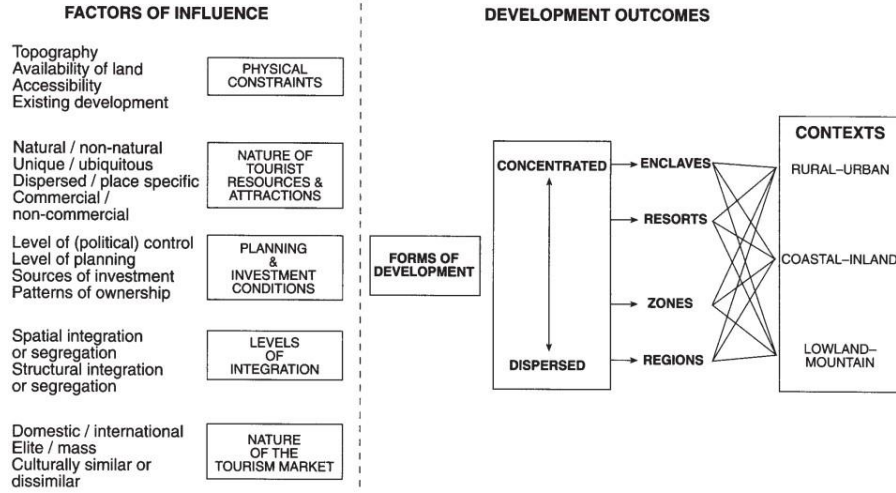 FACTORS OF INFLUENCE
DEVELOPMENT OUTCOMES
Topography
Availability of land
Accessibility
Existing development
PHYSICAL
CONSTRAINTS
Natural / non-natural
Unique / ubiquitous
Dispersed / place specific
Commercial /
non-commercial
NATURE OF
TOURIST
RESOURCES &
ATTRACTIONS
Level of (political) control
Level of planning
Sources of investment
Patterns of ownership
PLANNING
&
INVESTMENT
CONDITIONS
Spatial integration
or segregation
Structural integration
or segregation
LEVELS
OF
INTEGRATION
Domestic / international
Elite / mass
Culturally similar or
dissimilar
NATURE
OF THE
TOURISM MARKET
FORMS OF
DEVELOPMENT
CONCENTRATED
DISPERSED
ENCLAVES
RESORTS
ZONES
REGIONS
CONTEXTS
RURAL–URBAN
COASTAL–INLAND
LOWLAND–
MOUNTAIN